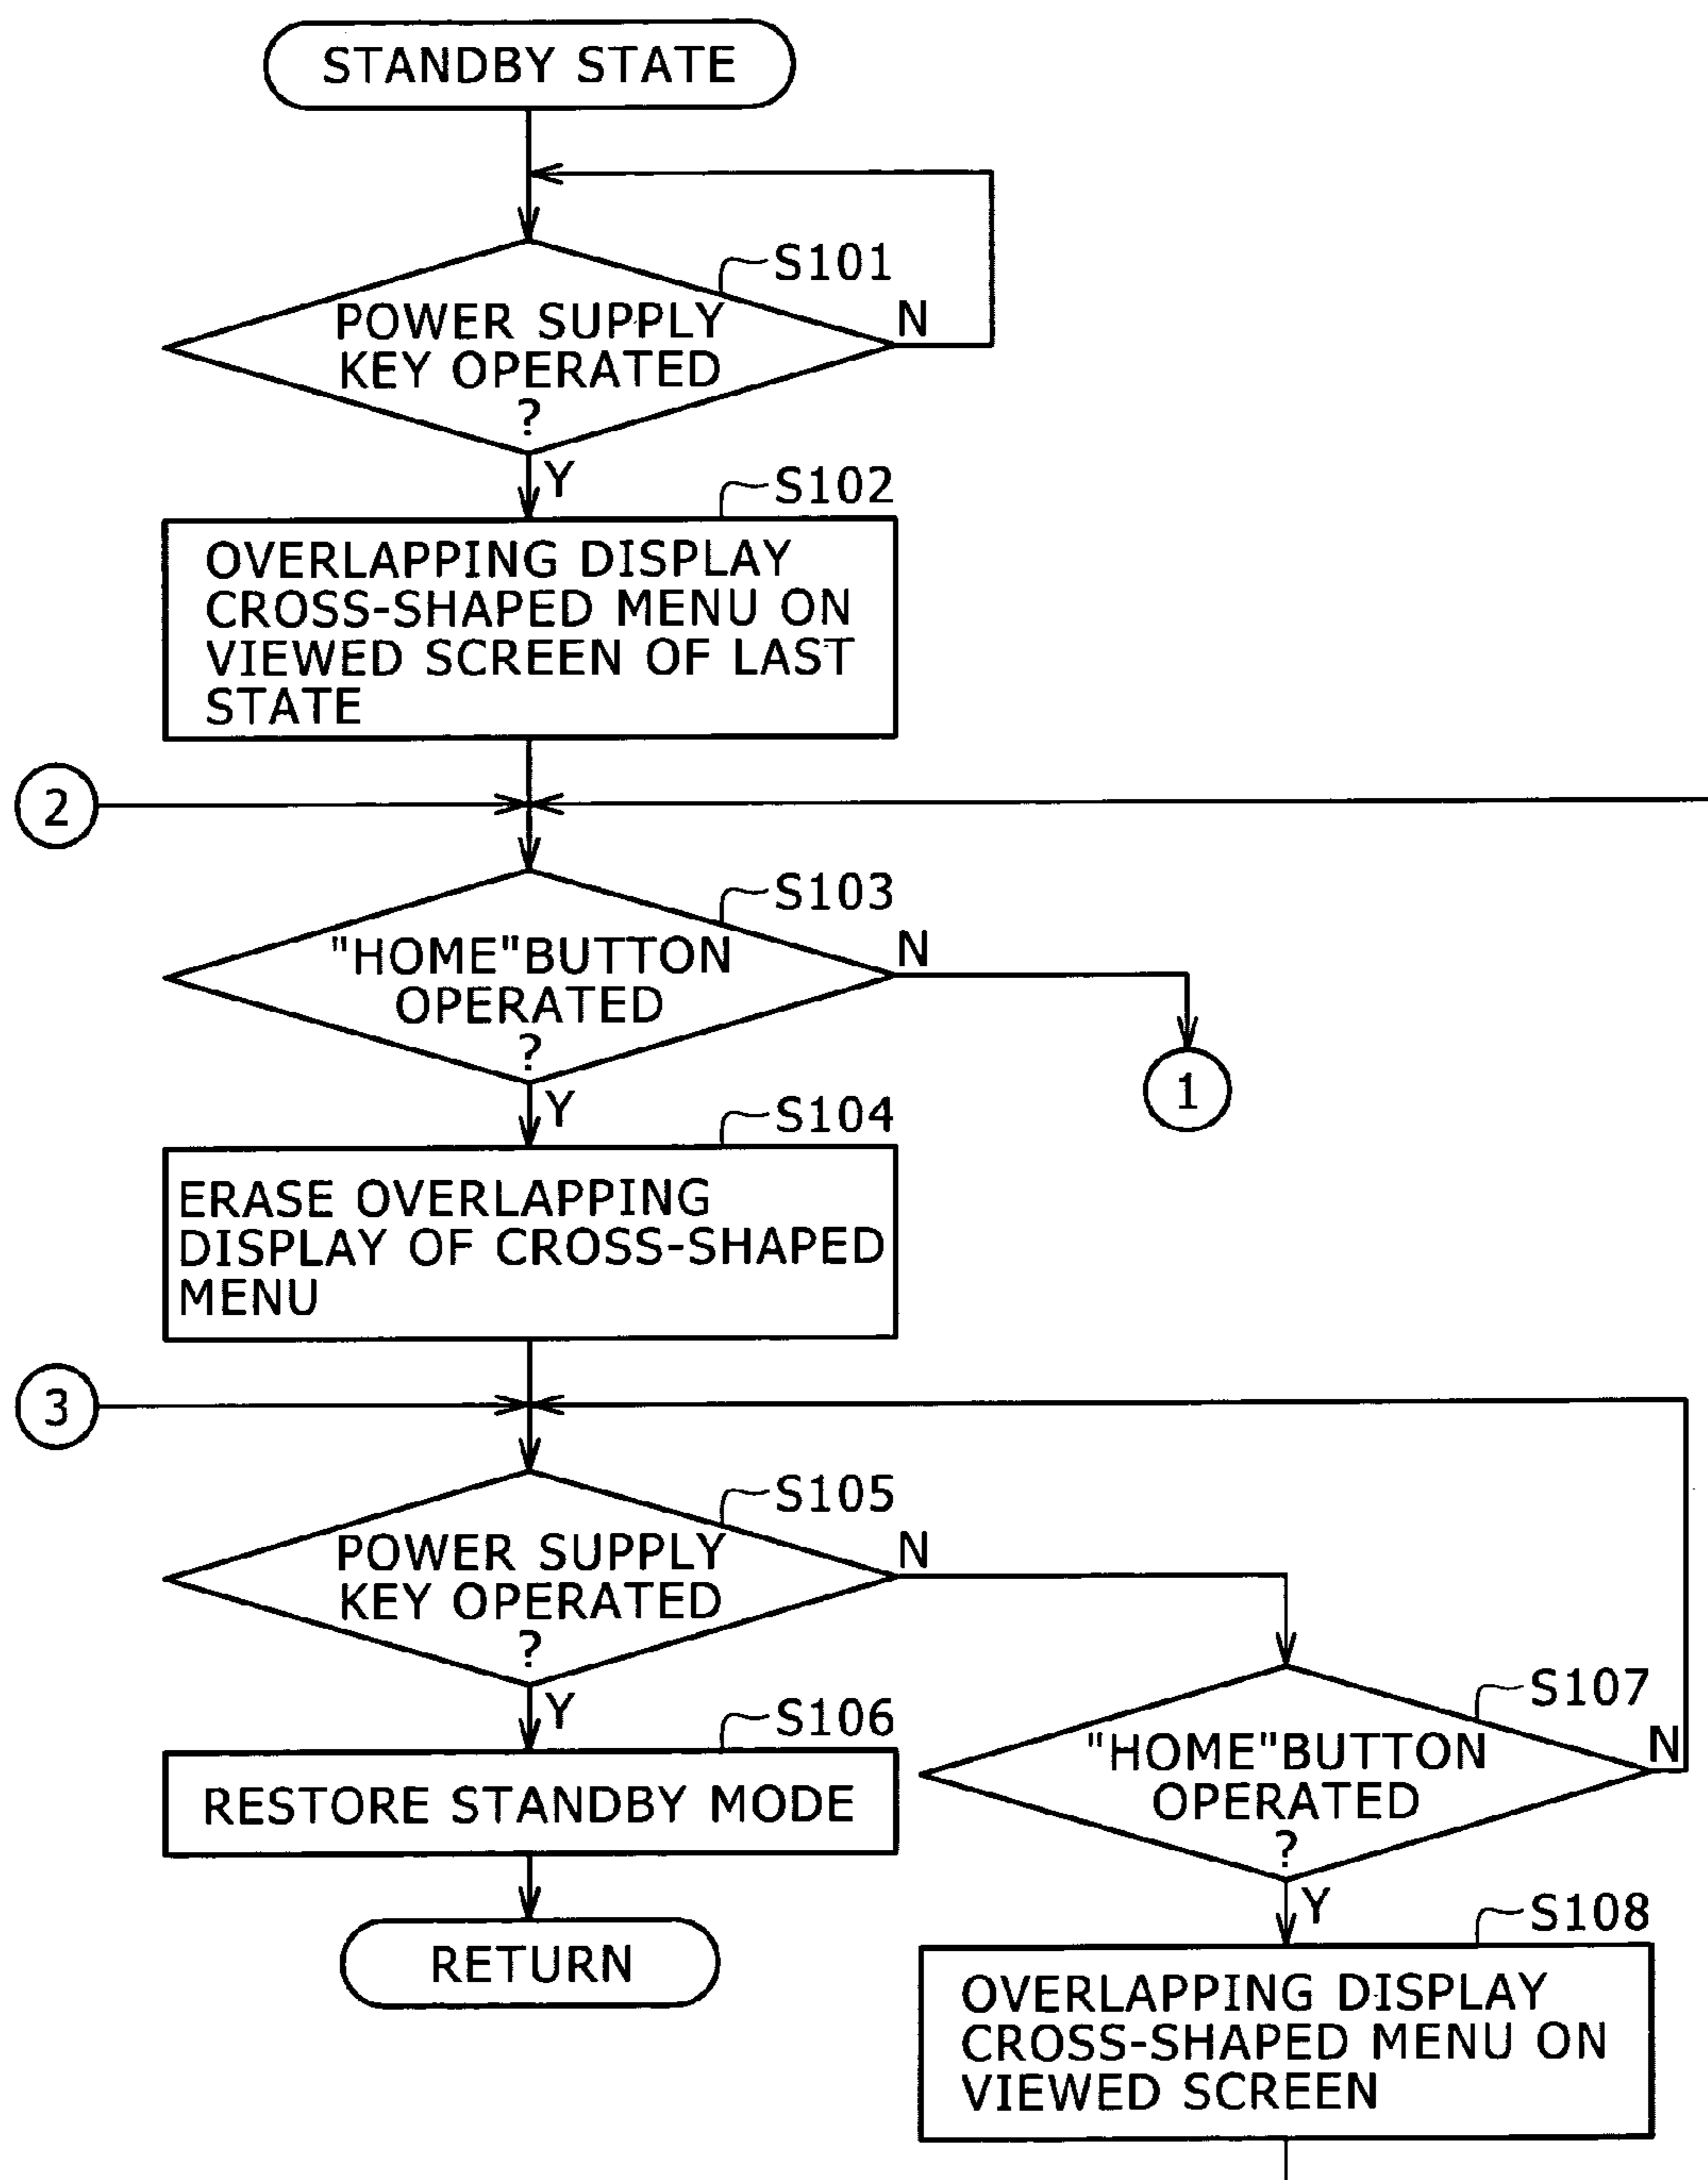 STANDBY STATE
S101
POWER SUPPLY
KEY OPERATED
?
N
Y
S102
OVERLAPPING DISPLAY
CROSS-SHAPED MENU ON
VIEWED SCREEN OF LAST
STATE
2
S103
"HOME"BUTTON
OPERATED
?
N
1
Y
S104
ERASE OVERLAPPING
DISPLAY OF CROSS-SHAPED
MENU
3
S105
POWER SUPPLY
KEY OPERATED
?
N
Y
S106
RESTORE STANDBY MODE
RETURN
S107
"HOME"BUTTON
OPERATED
?
N
Y
S108
OVERLAPPING DISPLAY
CROSS-SHAPED MENU ON
VIEWED SCREEN